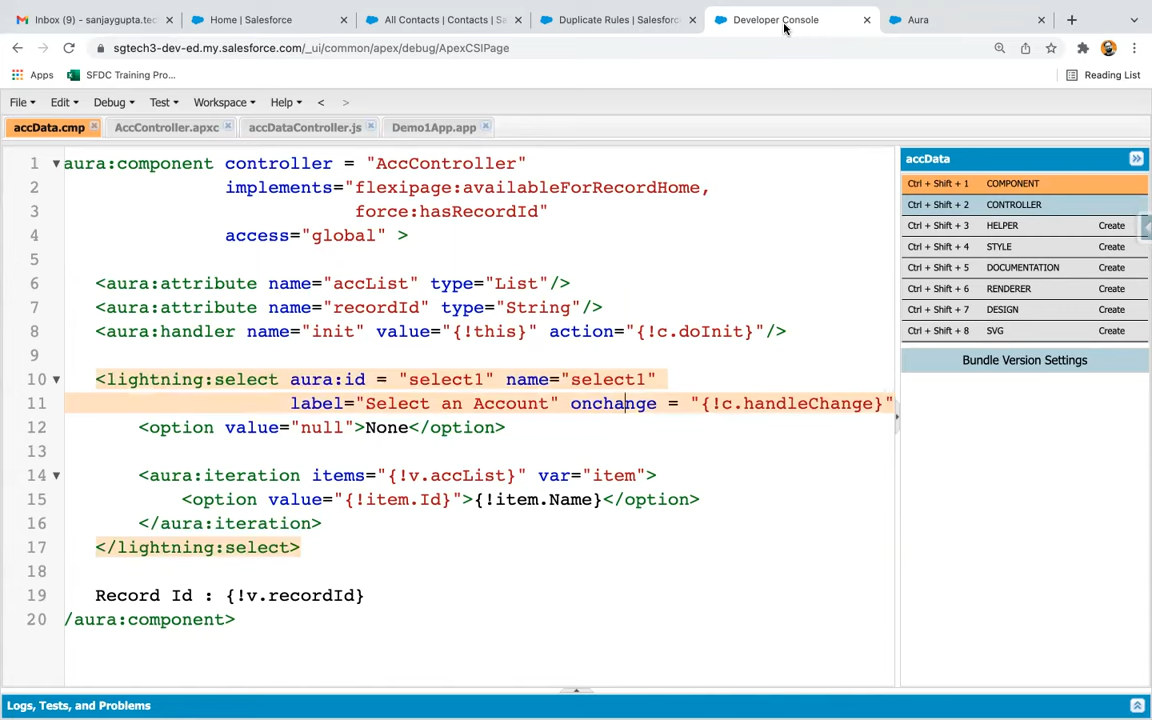 Inbox (9) - sanjaygupta.tec
Home | Salesforce
All Contacts | Contacts | Sa
Duplicate Rules | Salesforc
Developer Console
Aura
sgtech3-dev-ed.my.salesforce.com/_ui/common/apex/debug/ApexCSIPage
Apps
SFDC Training Pro...
Reading List
File Edit Debug Test Workspace Help < >
accData.cmp
AccController.apxc
accDataController.js
Demo1App.app
1 aura:component controller = "AccController"
2 implements="flexipage:availableForRecordHome,
3 force:hasRecordId"
4 access="global" >
5
6 <aura:attribute name="accList" type="List"/>
7 <aura:attribute name="recordId" type="String"/>
8 <aura:handler name="init" value="{!this}" action="{!c.doInit}"/>
9
10 <lightning:select aura:id = "select1" name="select1"
11 label="Select an Account" onchange = "{!c.handleChange}"
12 <option value="null">None</option>
13
14 <aura:iteration items="{!v.accList}" var="item">
15 <option value="{!item.Id}">{!item.Name}</option>
16 </aura:iteration>
17 </lightning:select>
18
19 Record Id : {!v.recordId}
20 /aura:component>
accData
Ctrl + Shift + 1 COMPONENT
Ctrl + Shift + 2 CONTROLLER
Ctrl + Shift + 3 HELPER Create
Ctrl + Shift + 4 STYLE Create
Ctrl + Shift + 5 DOCUMENTATION Create
Ctrl + Shift + 6 RENDERER Create
Ctrl + Shift + 7 DESIGN Create
Ctrl + Shift + 8 SVG Create
Bundle Version Settings
Logs, Tests, and Problems